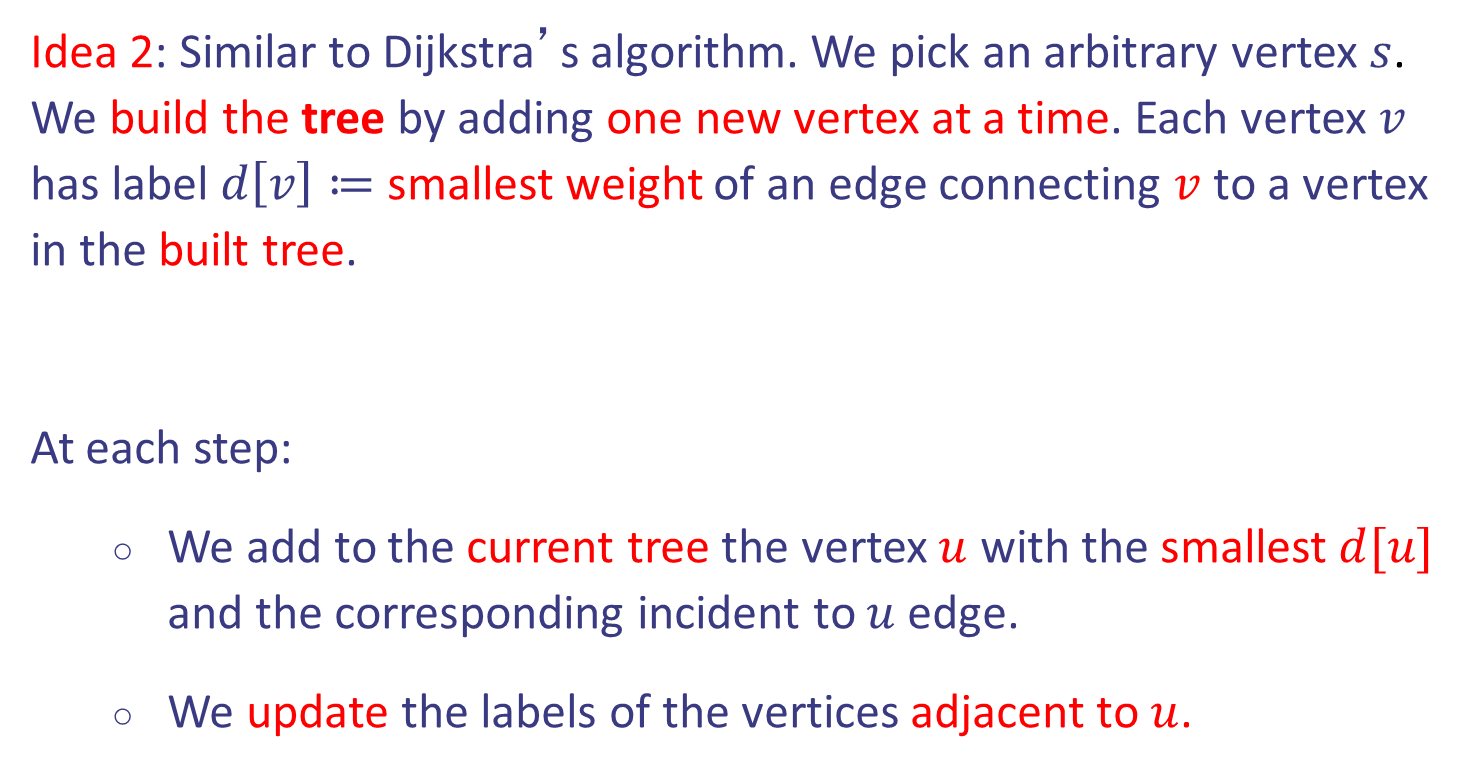 Idea 2: Similar to Dijkstra’s algorithm. We pick an arbitrary vertex s.
We build the tree by adding one new vertex at a time. Each vertex v
has label d[v] ≔ smallest weight of an edge connecting v to a vertex
in the built tree.
At each step:
○ We add to the current tree the vertex u with the smallest d[u]
and the corresponding incident to u edge.
○ We update the labels of the vertices adjacent to u.